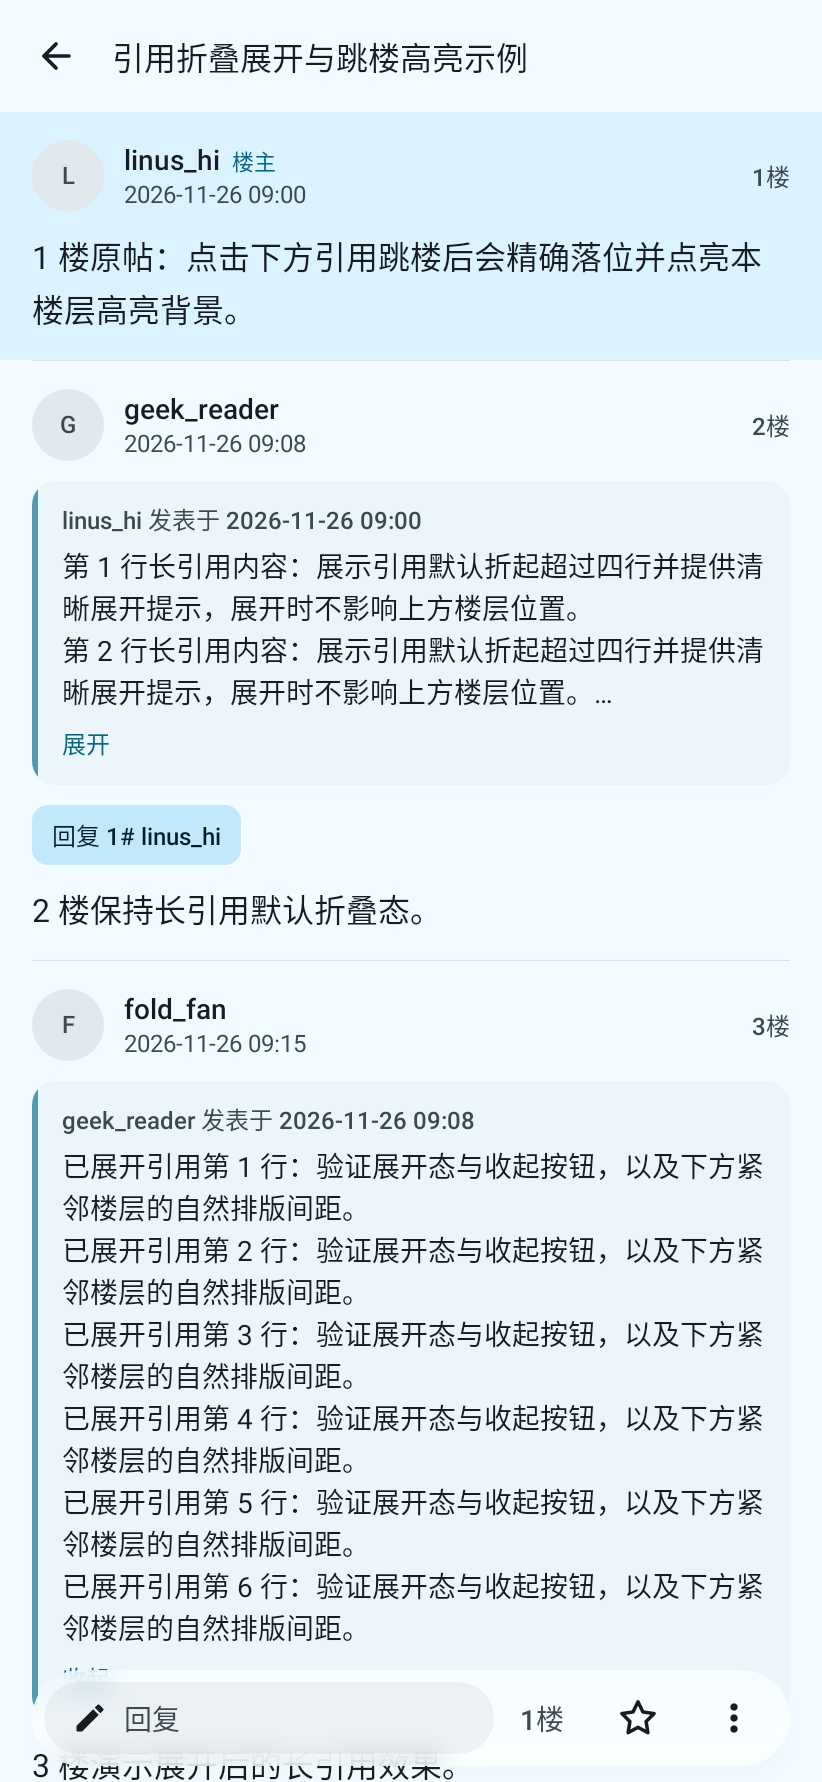 引用折叠展开与跳楼高亮示例
L
linus_hi 楼主
2026-11-26 09:00
1楼
1 楼原帖：点击下方引用跳楼后会精确落位并点亮本
楼层高亮背景。
G
geek_reader
2026-11-26 09:08
2楼
linus_hi 发表于 2026-11-26 09:00
第 1 行长引用内容：展示引用默认折起超过四行并提供清
晰展开提示，展开时不影响上方楼层位置。
第 2 行长引用内容：展示引用默认折起超过四行并提供清
晰展开提示，展开时不影响上方楼层位置。…
展开
回复 1# linus_hi
2 楼保持长引用默认折叠态。
F
fold_fan
2026-11-26 09:15
3楼
geek_reader 发表于 2026-11-26 09:08
已展开引用第 1 行：验证展开态与收起按钮，以及下方紧
邻楼层的自然排版间距。
已展开引用第 2 行：验证展开态与收起按钮，以及下方紧
邻楼层的自然排版间距。
已展开引用第 3 行：验证展开态与收起按钮，以及下方紧
邻楼层的自然排版间距。
已展开引用第 4 行：验证展开态与收起按钮，以及下方紧
邻楼层的自然排版间距。
已展开引用第 5 行：验证展开态与收起按钮，以及下方紧
邻楼层的自然排版间距。
已展开引用第 6 行：验证展开态与收起按钮，以及下方紧
邻楼层的自然排版间距。
收起
回复
1楼
3 楼演示展开后的长引用效果。